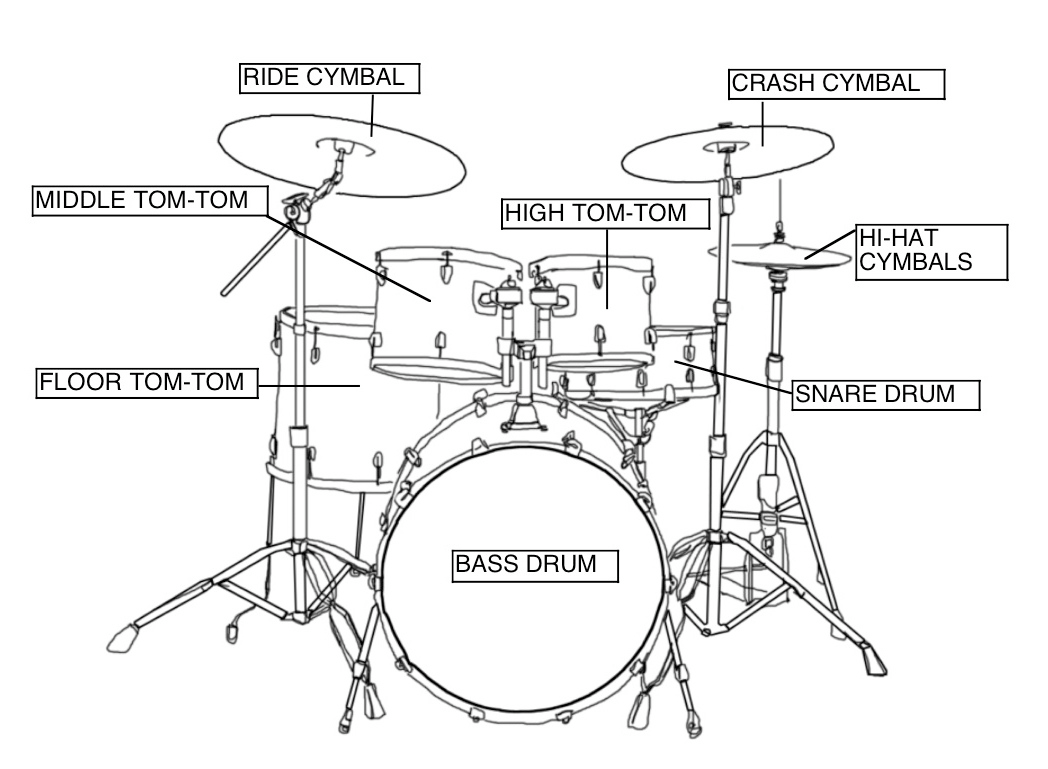 RIDE CYMBAL
CRASH CYMBAL
MIDDLE TOM-TOM
HIGH TOM-TOM
HI-HAT
CYMBALS
FLOOR TOM-TOM
SNARE DRUM
BASS DRUM